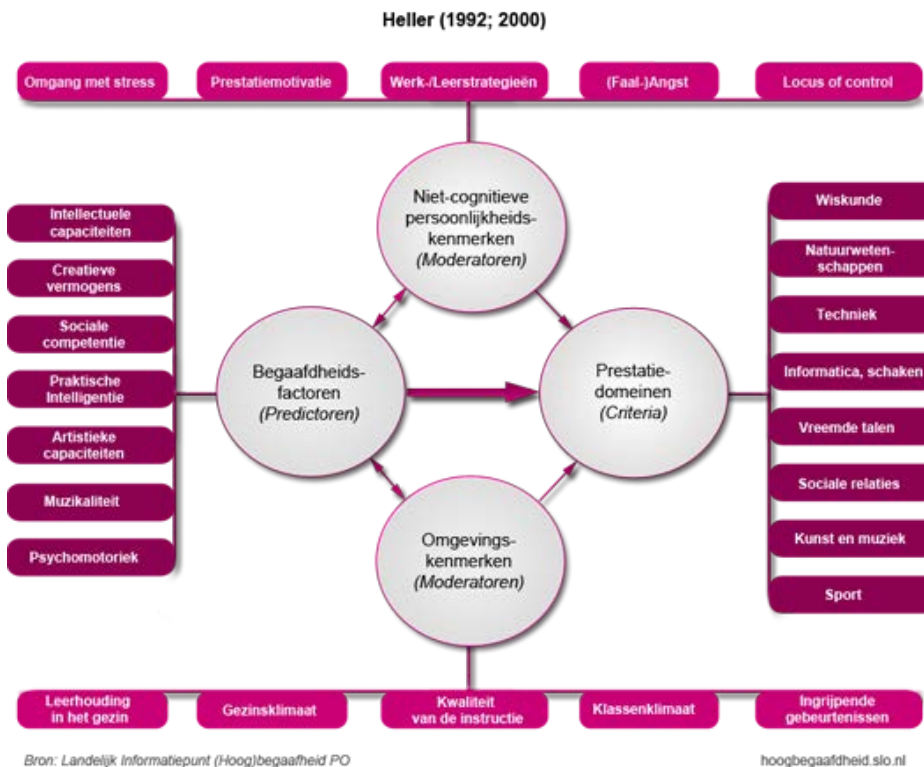 Heller (1992; 2000)
Omgang met stress
Prestatiemotivatie
Werk-/Leerstrategieën
(Faal-)Angst
Locus of control
Niet-cognitieve
persoonlijkheids-
kenmerken
(Moderatoren)
Intellectuele
capaciteiten
Creatieve
vermogens
Sociale
competentie
Praktische
Intelligentie
Artistieke
capaciteiten
Muzikaliteit
Psychomotoriek
Begaafdheids-
factoren
(Predictoren)
Prestatie-
domeinen
(Criteria)
Wiskunde
Natuurweten-
schappen
Techniek
Informatica, schaken
Vreemde talen
Sociale relaties
Kunst en muziek
Sport
Omgevings-
kenmerken
(Moderatoren)
Leerhouding
in het gezin
Gezinsklimaat
Kwaliteit
van de instructie
Klassenklimaat
Ingrijpende
gebeurtenissen
Bron: Landelijk Informatiepunt (Hoog)begaafheid PO
hoogbegaafdheid.slo.nl